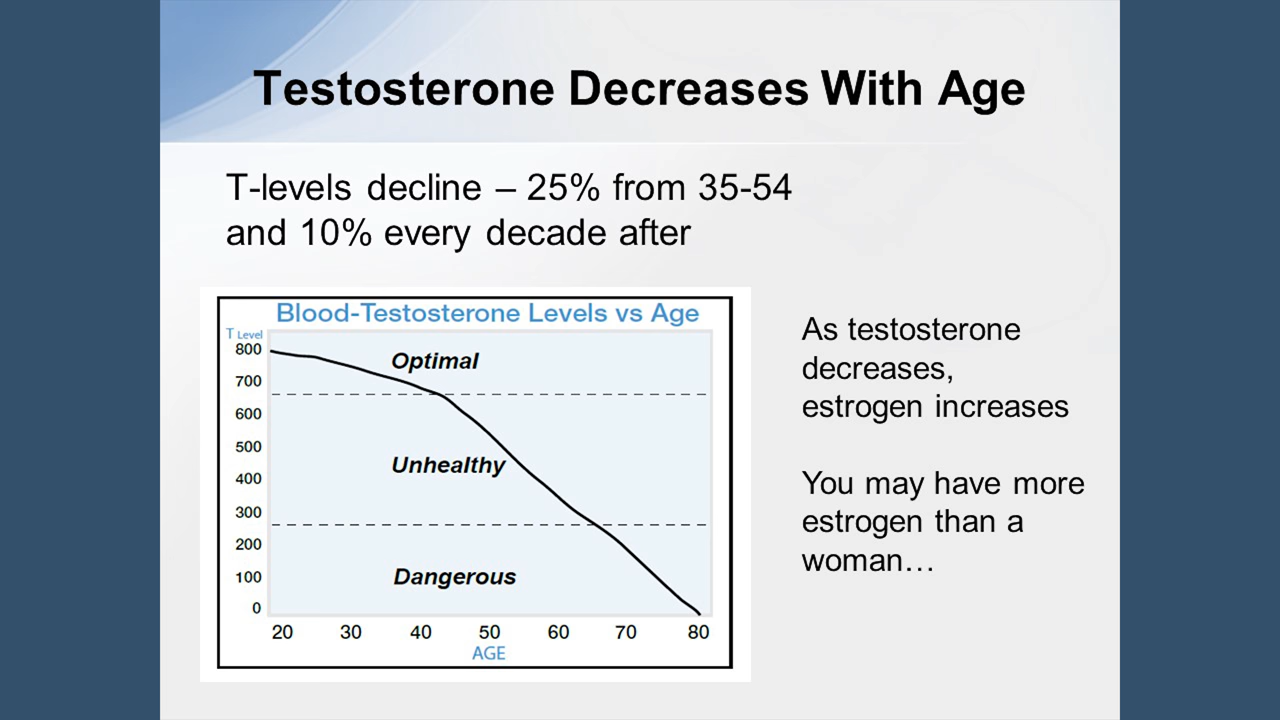 Testosterone Decreases With Age
T-levels decline – 25% from 35-54
and 10% every decade after
Blood-Testosterone Levels vs Age
T Level
800
700
600
500
400
300
200
100
0
Optimal
Unhealthy
Dangerous
20 30 40 50 60 70 80
AGE
As testosterone
decreases,
estrogen increases
You may have more
estrogen than a
woman…